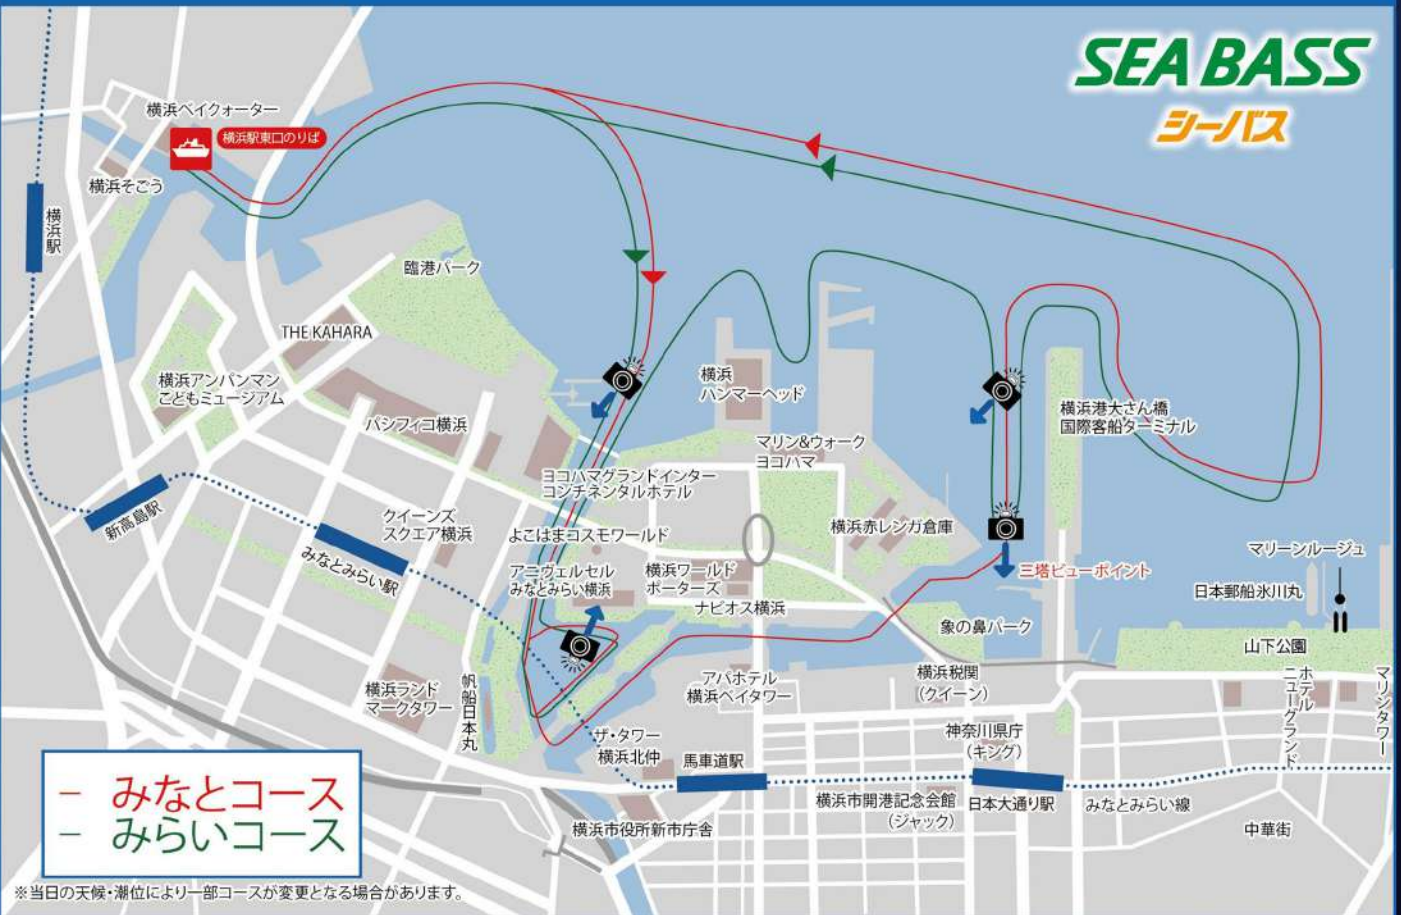 SEA BASS
シーバス
横浜ベイクォーター
横浜駅東口のりば
横浜そごう
横浜駅
臨港パーク
THE KAHARA
横浜アンパンマン
こどもミュージアム
パシフィコ横浜
横浜
ハンマーヘッド
横浜港大さん橋
国際客船ターミナル
マリン&ウォーク
ヨコハマ
ヨコハマグランドインター
コンチネンタルホテル
新高島駅
クイーンズ
スクエア横浜
よこはまコスモワールド
横浜赤レンガ倉庫
みなとみらい駅
アニヴェルセル
みなとみらい横浜
横浜ワールド
ポーターズ
ナビオス横浜
三塔ビューポイント
マリーンルージュ
日本郵船氷川丸
象の鼻パーク
山下公園
横浜ランド
マークタワー
帆船日本丸
アパホテル
横浜ベイタワー
横浜税関
(クイーン)
ホテル
ニューグランド
マリンタワー
ザ・タワー
横浜北仲
馬車道駅
神奈川県庁
(キング)
横浜市開港記念会館
(ジャック)
日本大通り駅
みなとみらい線
横浜市役所新市庁舎
中華街
− みなとコース
− みらいコース
※当日の天候・潮位により一部コースが変更となる場合があります。